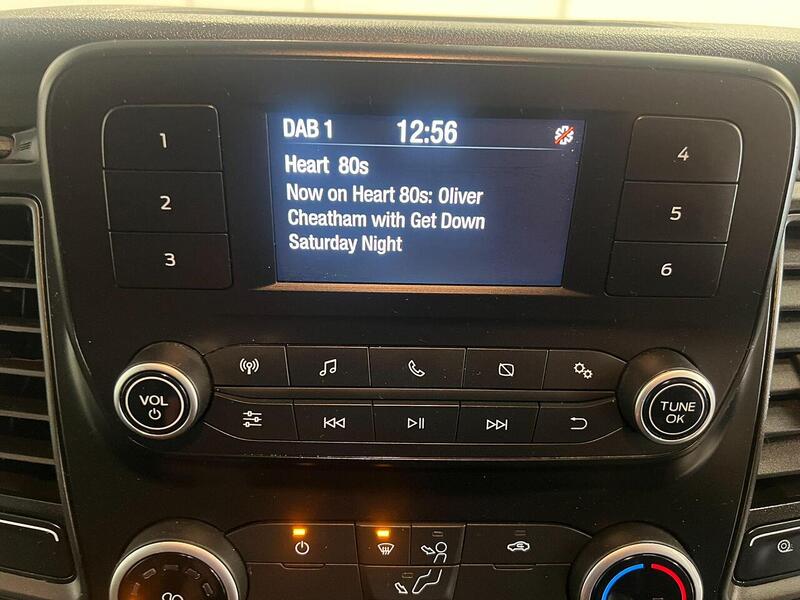 DAB 1 12:56
Heart 80s
Now on Heart 80s: Oliver
Cheatham with Get Down
Saturday Night
1
2
3
4
5
6
VOL
TUNE
OK